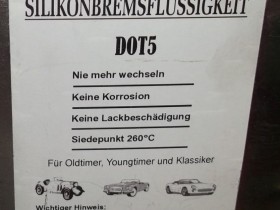 SILIKONBREMSFLÜSSIGKEIT
DOT5
Nie mehr wechseln
Keine Korrosion
Keine Lackbeschädigung
Siedepunkt 260°C
Für Oldtimer, Youngtimer und Klassiker
Wichtiger Hinweis: